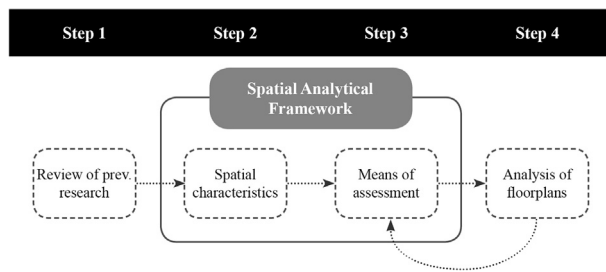 Step 1 Step 2 Step 3 Step 4
Spatial Analytical
Framework
Review of prev.
research
Spatial
characteristics
Means of
assessment
Analysis of
floorplans